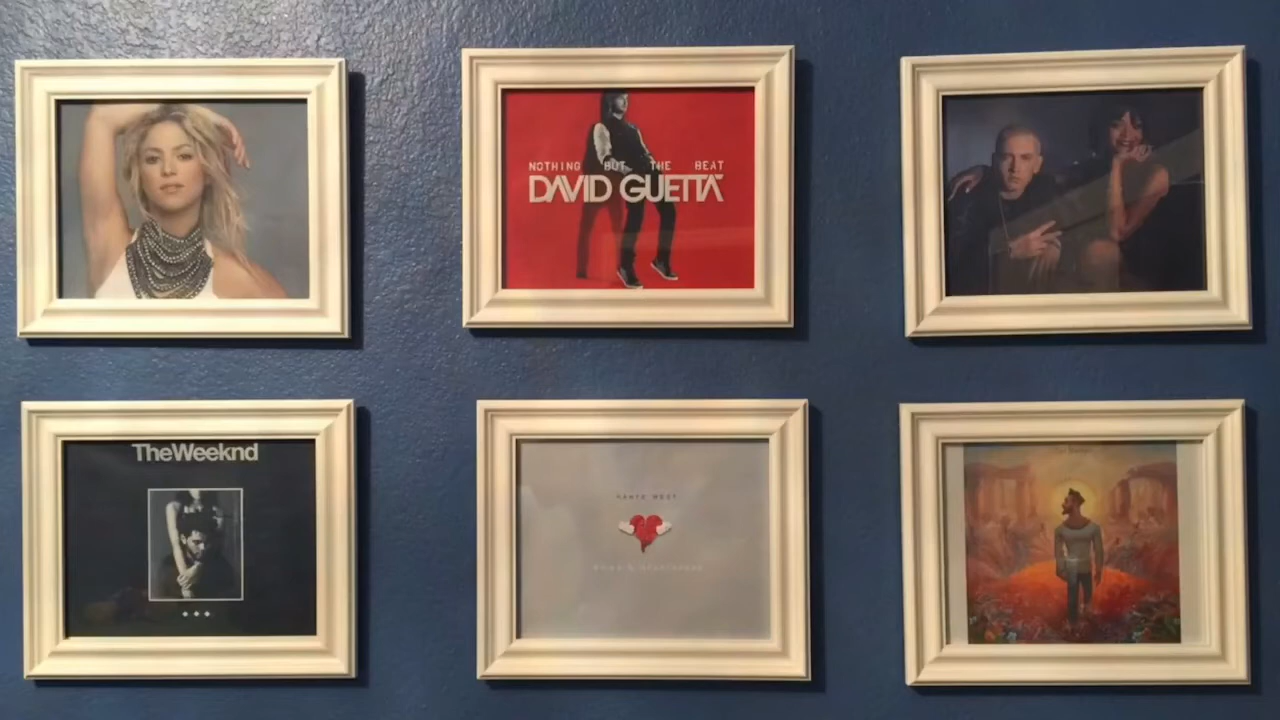 NOTHING BUT THE BEAT
DAVID GUETTA
TheWeeknd
KANYE WEST